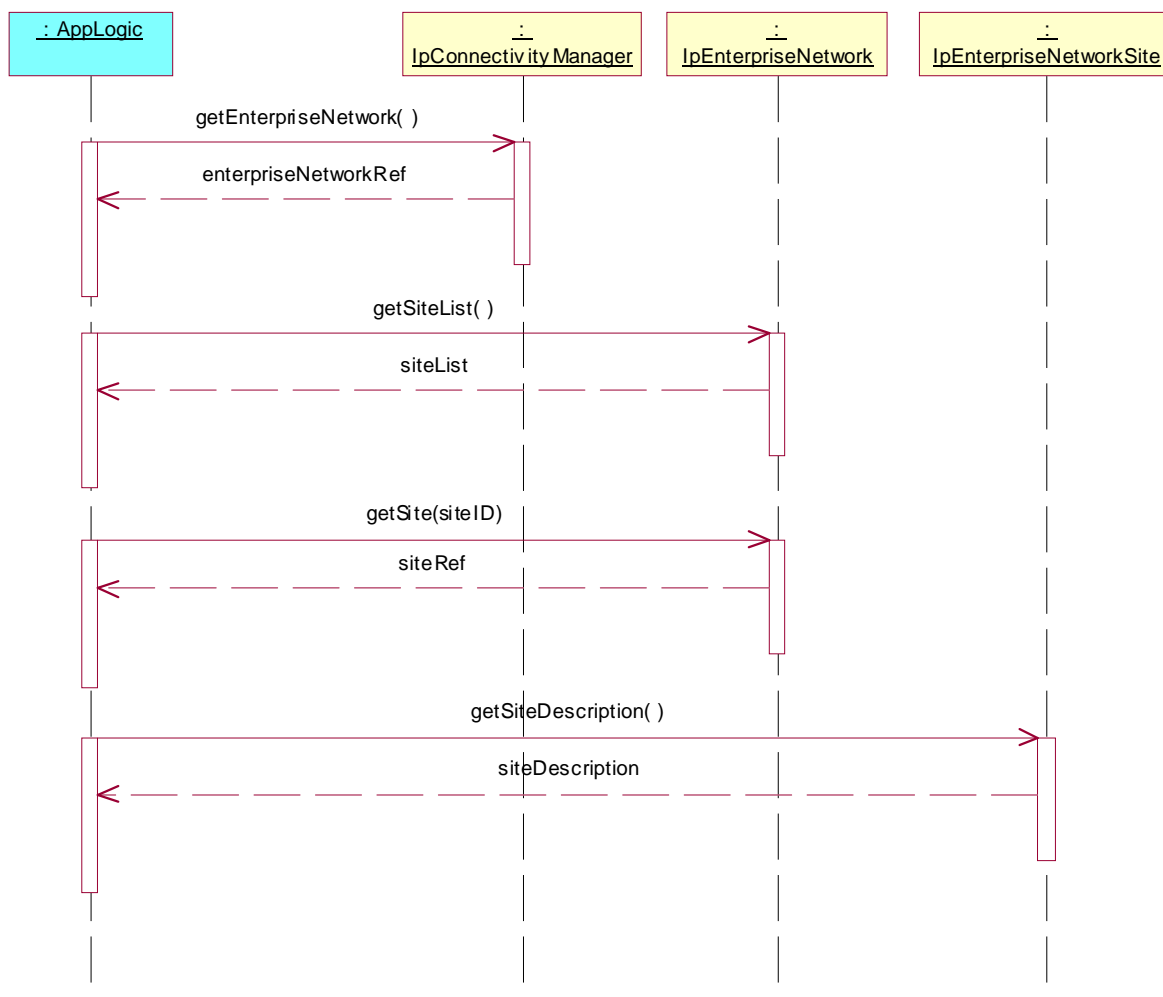 : AppLogic
:
IpConnectivityManager
:
IpEnterpriseNetwork
:
IpEnterpriseNetworkSite
getEnterpriseNetwork( )
enterpriseNetworkRef
getSiteList( )
siteList
getSite(siteID)
siteRef
getSiteDescription( )
siteDescription